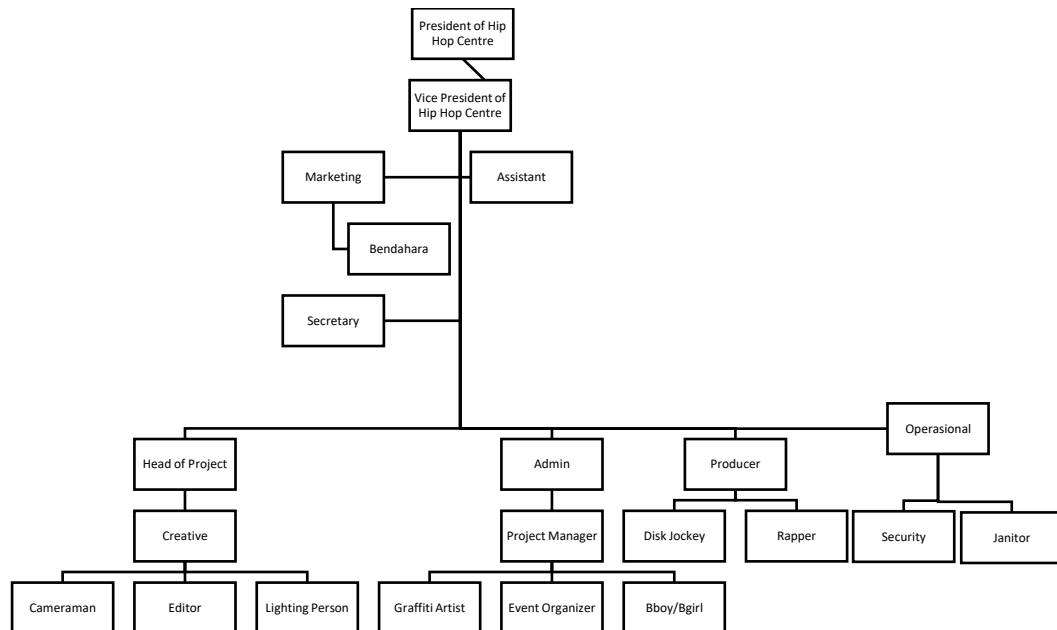 President of Hip
Hop Centre
Vice President of
Hip Hop Centre
Marketing
Assistant
Bendahara
Secretary
Operasional
Head of Project
Admin
Producer
Creative
Project Manager
Disk Jockey
Rapper
Security
Janitor
Cameraman
Editor
Lighting Person
Graffiti Artist
Event Organizer
Bboy/Bgirl